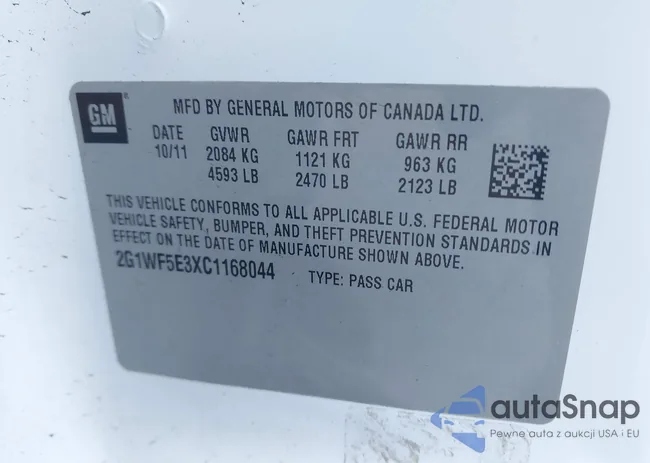 GM
MFD BY GENERAL MOTORS OF CANADA LTD.
DATE GVWR GAWR FRT GAWR RR
10/11 2084 KG 1121 KG 963 KG
4593 LB 2470 LB 2123 LB
THIS VEHICLE CONFORMS TO ALL APPLICABLE U.S. FEDERAL MOTOR
VEHICLE SAFETY, BUMPER, AND THEFT PREVENTION STANDARDS IN
EFFECT ON THE DATE OF MANUFACTURE SHOWN ABOVE.
2G1WF5E3XC1168044 TYPE: PASS CAR
autaSnap
Pewne auta z aukcji USA i EU